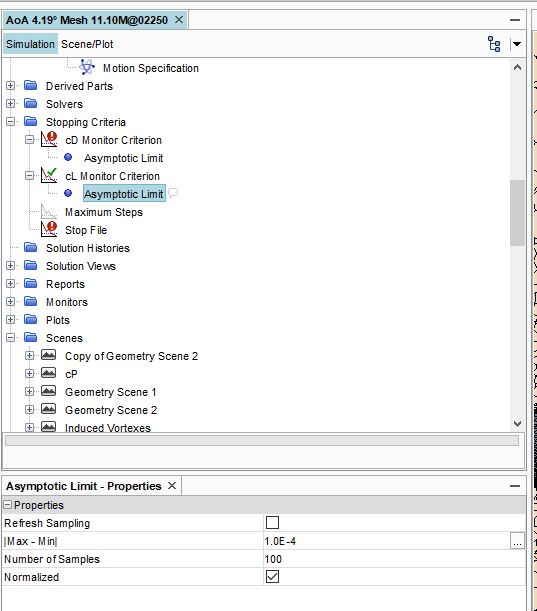 AoA 4.19° Mesh 11.10M@02250
Simulation Scene/Plot
Motion Specification
Derived Parts
Solvers
Stopping Criteria
cD Monitor Criterion
Asymptotic Limit
cL Monitor Criterion
Asymptotic Limit
Maximum Steps
Stop File
Solution Histories
Solution Views
Reports
Monitors
Plots
Scenes
Copy of Geometry Scene 2
cP
Geometry Scene 1
Geometry Scene 2
Induced Vortexes
Asymptotic Limit - Properties
Properties
Refresh Sampling
|Max - Min| 1.0E-4 ...
Number of Samples 100
Normalized